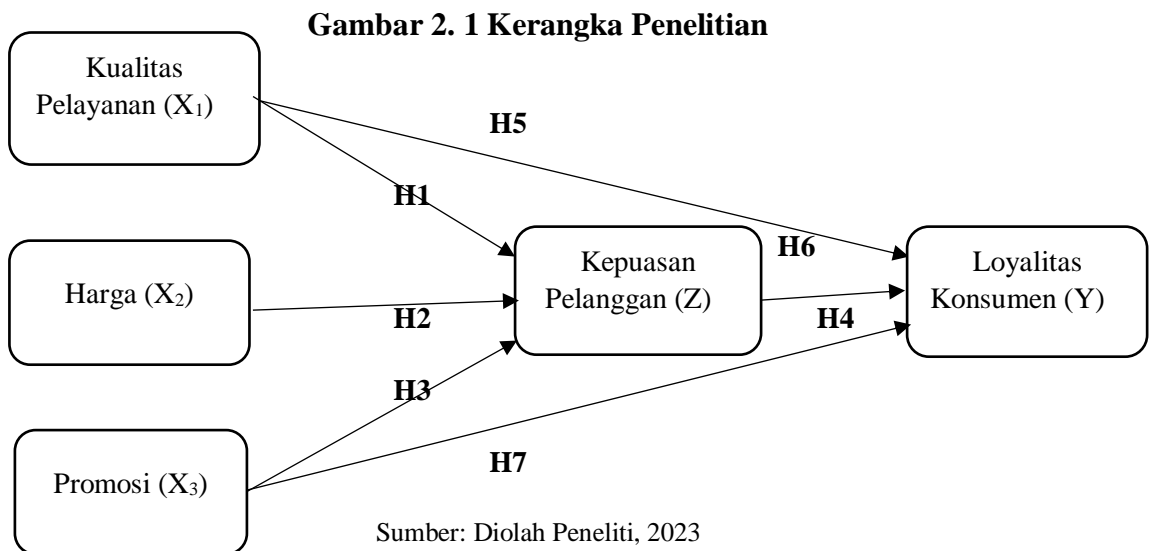 Gambar 2. 1 Kerangka Penelitian
Kualitas
Pelayanan (X₁)
H5
H1
Kepuasan
Pelanggan (Z)
H6
Loyalitas
Konsumen (Y)
Harga (X₂)
H2
H4
H3
Promosi (X₃)
H7
Sumber: Diolah Peneliti, 2023